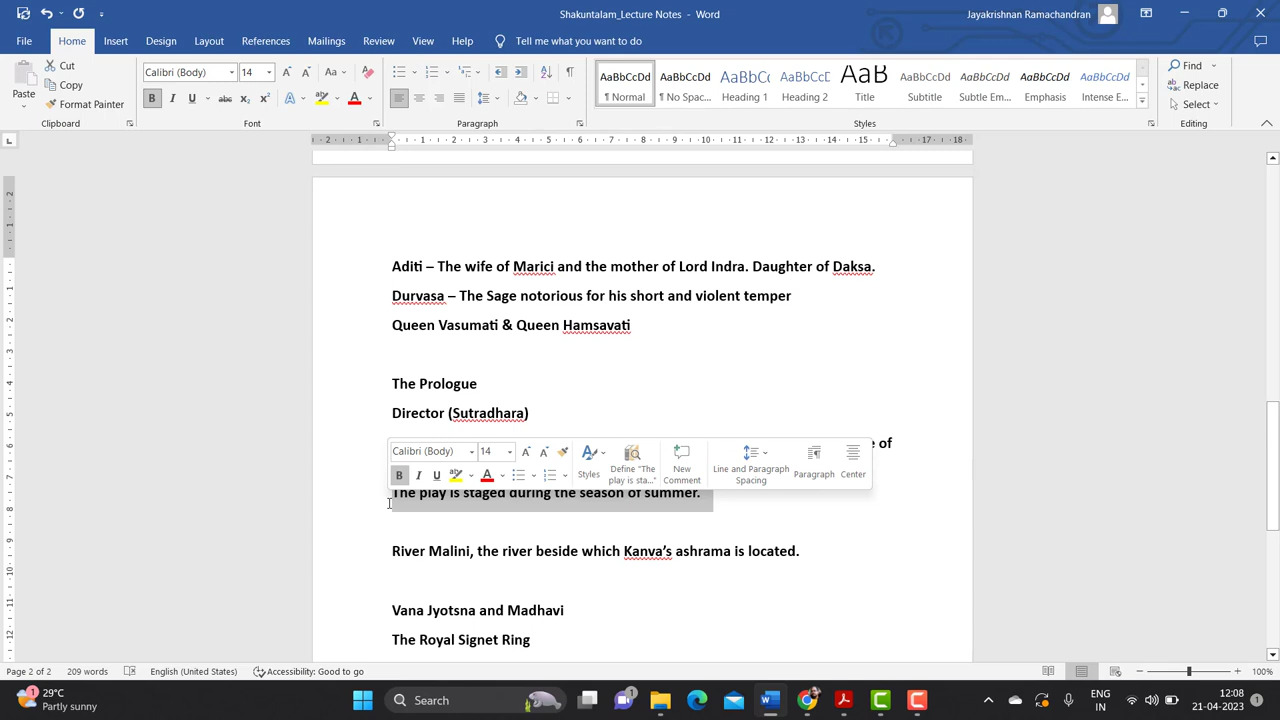 Shakuntalam_Lecture Notes - Word
Jayakrishnan Ramachandran
File Home Insert Design Layout References Mailings Review View Help Tell me what you want to do
Paste
Cut
Copy
Format Painter
Clipboard
Calibri (Body) 14
Font
Paragraph
AaBbCcDd AaBbCcDd AaBbCc AaBbCcD AaB AaBbCcDd AaBbCcDd AaBbCcDd AaBbCcDd
¶ Normal ¶ No Spac... Heading 1 Heading 2 Title Subtitle Subtle Em... Emphasis Intense E...
Styles
Find
Replace
Select
Editing
Aditi – The wife of Marici and the mother of Lord Indra. Daughter of Daksa.
Durvasa – The Sage notorious for his short and violent temper
Queen Vasumati & Queen Hamsavati
The Prologue
Director (Sutradhara)
e of
Calibri (Body) 14
Styles
Define "The play is sta..."
New Comment
Line and Paragraph Spacing
Paragraph
Center
The play is staged during the season of summer.
River Malini, the river beside which Kanva's ashrama is located.
Vana Jyotsna and Madhavi
The Royal Signet Ring
Page 2 of 2 209 words English (United States) Accessibility: Good to go 100%
29°C
Partly sunny
Search
ENG
IN
12:08
21-04-2023